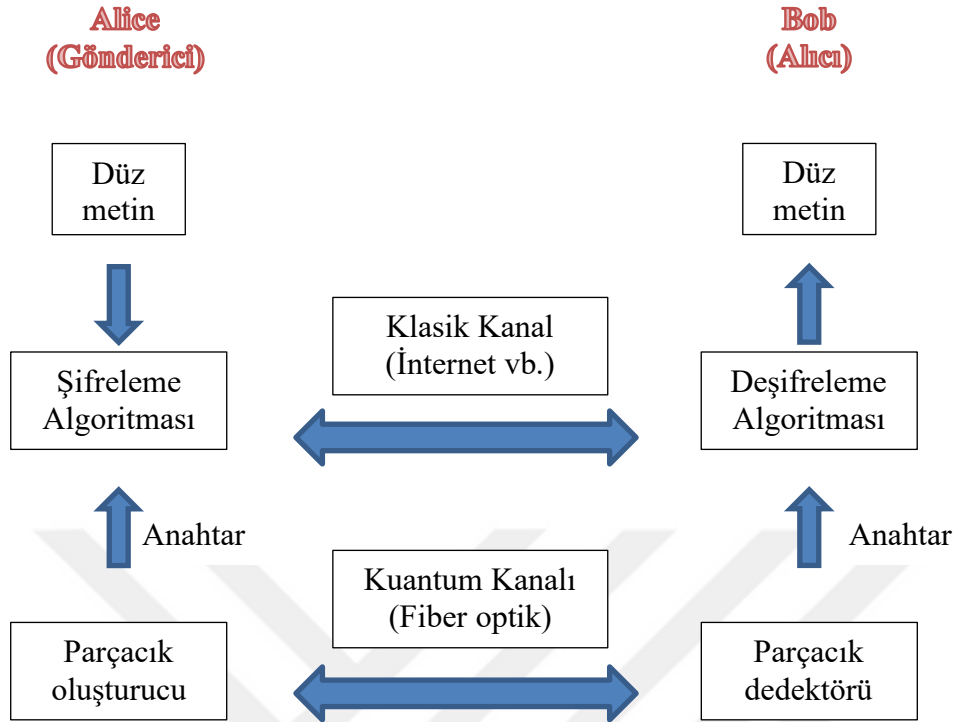 Alice
(Gönderici)
Bob
(Alıcı)
Düz
metin
Düz
metin
Klasik Kanal
(İnternet vb.)
Şifreleme
Algoritması
Deşifreleme
Algoritması
Anahtar
Anahtar
Kuantum Kanalı
(Fiber optik)
Parçacık
oluşturucu
Parçacık
dedektörü